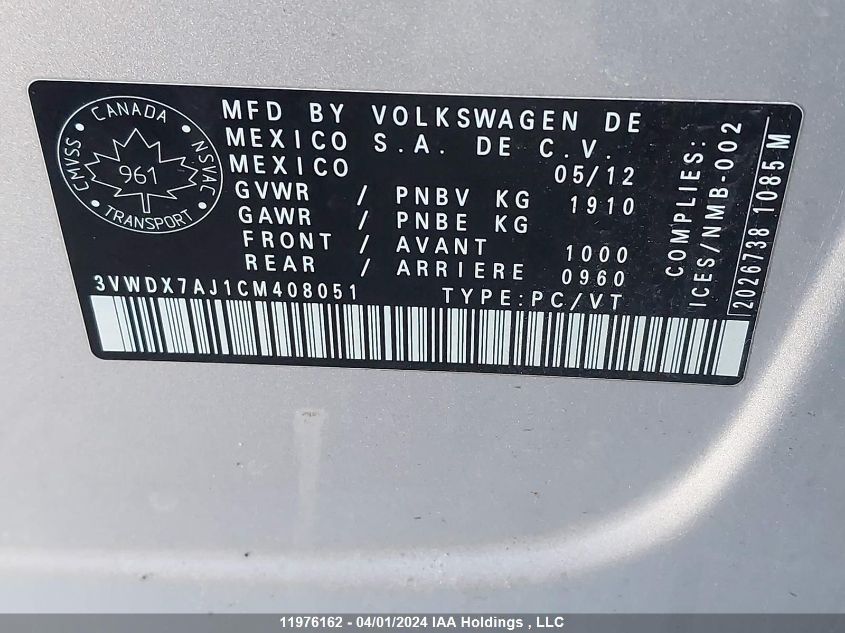 CANADA
CMVSS NSVAC
961
TRANSPORT
MFD BY VOLKSWAGEN DE
MEXICO S.A. DE C.V.
MEXICO 05/12
GVWR / PNBV KG 1910
GAWR / PNBE KG
FRONT / AVANT 1000
REAR / ARRIERE 0960
3VWDX7AJ1CM408051 TYPE:PC/VT
COMPLIES:
ICES/NMB-002
2026738 1085 M
11976162 - 04/01/2024 IAA Holdings , LLC